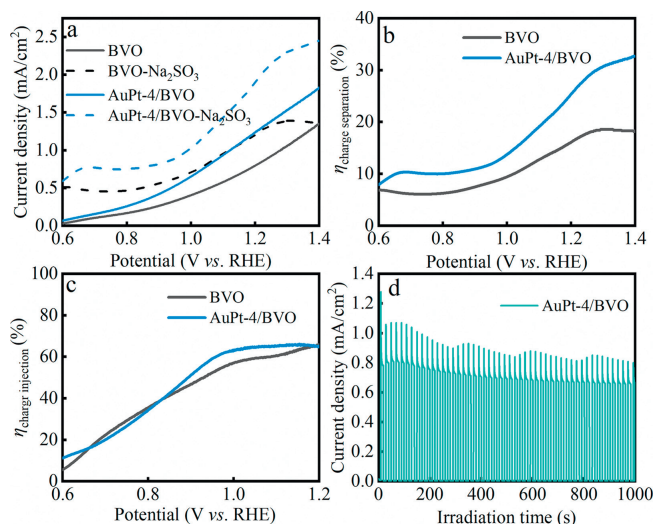 a
BVO
BVO-Na2SO3
AuPt-4/BVO
AuPt-4/BVO-Na2SO3
Current density (mA/cm2)
2.5
2.0
1.5
1.0
0.5
0.0
0.6 0.8 1.0 1.2 1.4
Potential (V vs. RHE)
b
BVO
AuPt-4/BVO
η charge separation (%)
40
30
20
10
0
0.6 0.8 1.0 1.2 1.4
Potential (V vs. RHE)
c
BVO
AuPt-4/BVO
η chargr injection (%)
100
80
60
40
20
0
0.6 0.8 1.0 1.2
Potential (V vs. RHE)
d
AuPt-4/BVO
Current density (mA/cm2)
1.4
1.2
1.0
0.8
0.6
0.4
0.2
0.0
0 200 400 600 800 1000
Irradiation time (s)